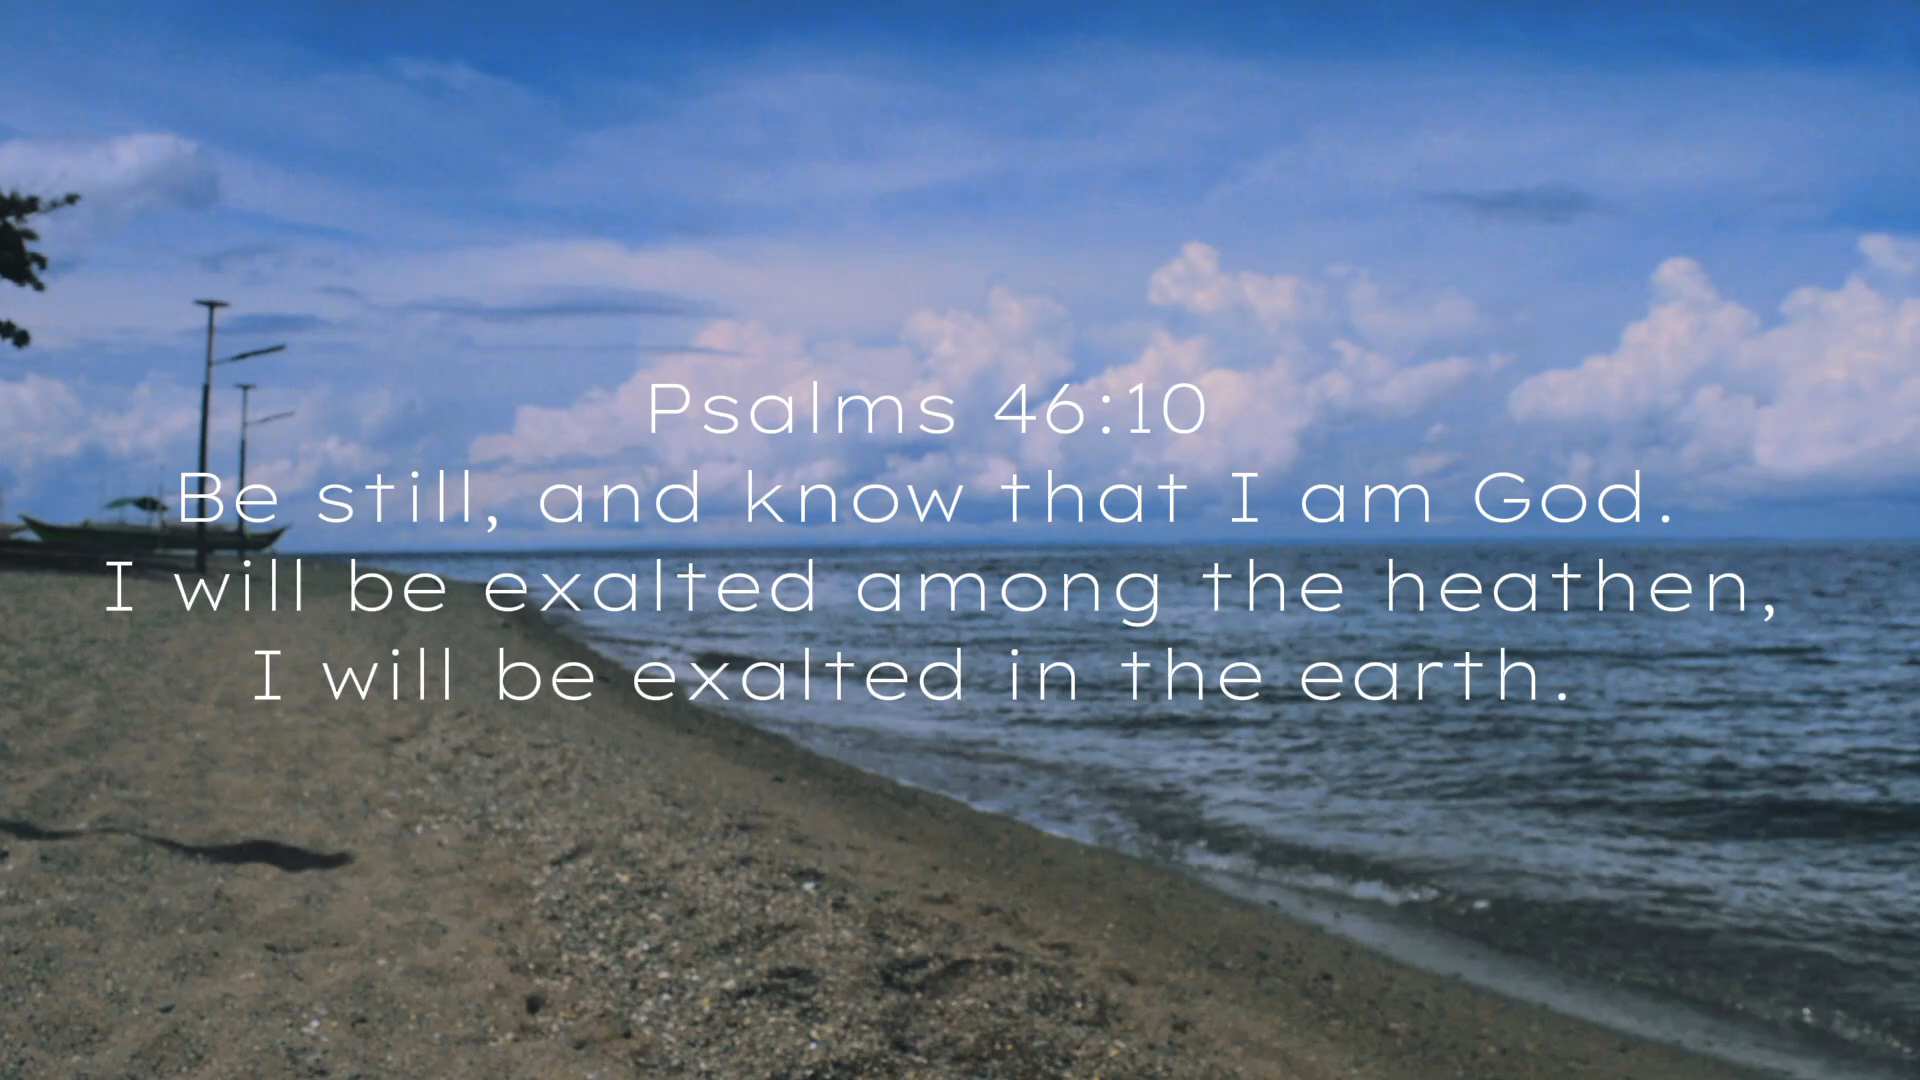 Psalms 46:10
Be still, and know that I am God.
I will be exalted among the heathen,
I will be exalted in the earth.